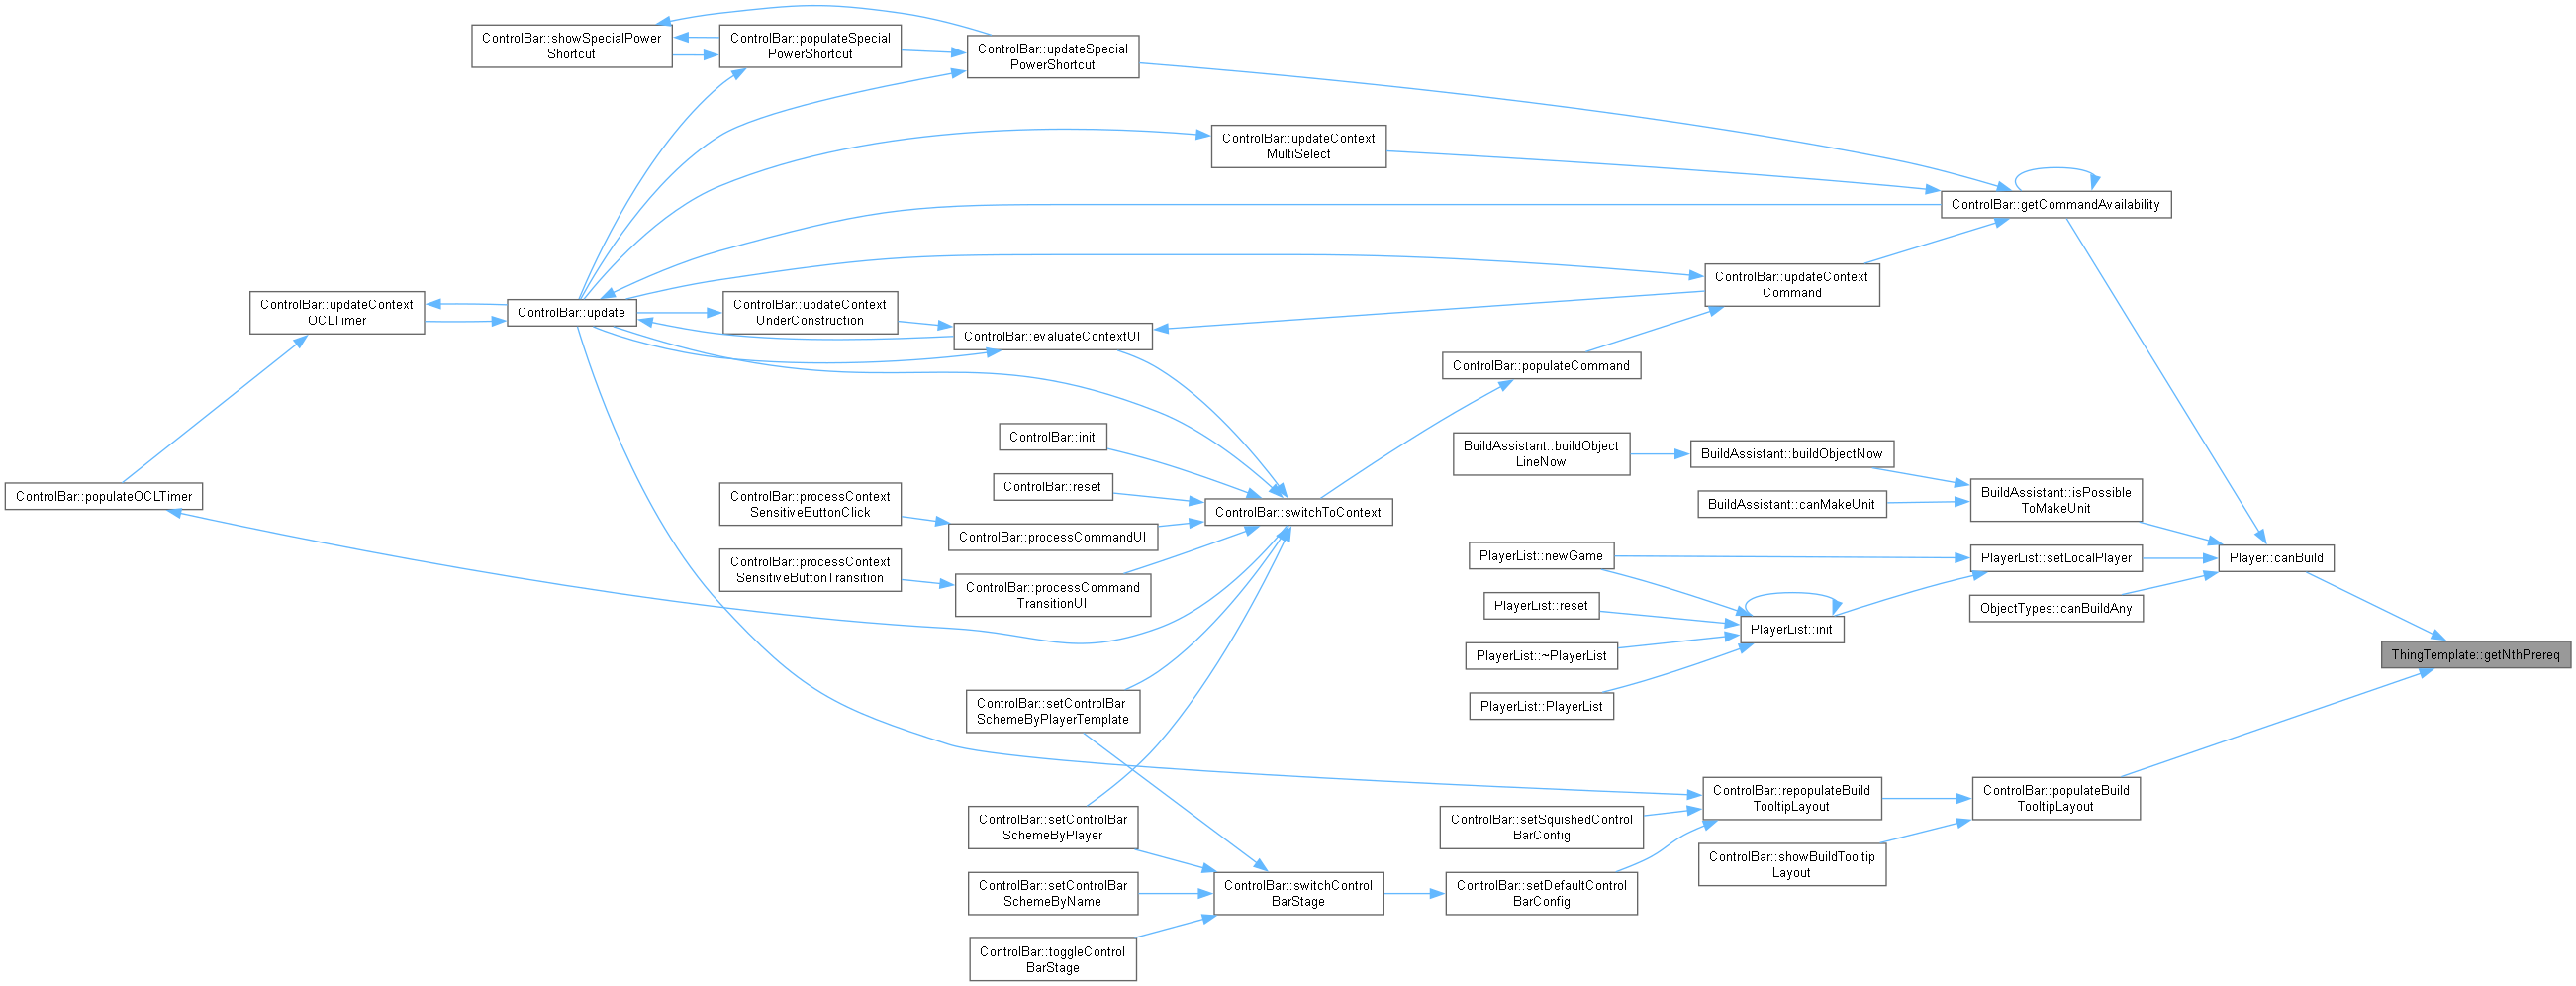 ControlBar::showSpecialPower
Shortcut
ControlBar::populateSpecial
PowerShortcut
ControlBar::updateSpecial
PowerShortcut
ControlBar::updateContext
MultiSelect
ControlBar::getCommandAvailability
ControlBar::updateContext
OCLTimer
ControlBar::update
ControlBar::updateContext
UnderConstruction
ControlBar::evaluateContextUI
ControlBar::updateContext
Command
ControlBar::populateCommand
ControlBar::init
ControlBar::reset
ControlBar::populateOCLTimer
ControlBar::processContext
SensitiveButtonClick
ControlBar::processCommandUI
ControlBar::switchToContext
ControlBar::processContext
SensitiveButtonTransition
ControlBar::processCommand
TransitionUI
BuildAssistant::buildObject
LineNow
BuildAssistant::buildObjectNow
BuildAssistant::canMakeUnit
BuildAssistant::isPossible
ToMakeUnit
PlayerList::newGame
PlayerList::setLocalPlayer
Player::canBuild
PlayerList::reset
PlayerList::init
ObjectTypes::canBuildAny
PlayerList::~PlayerList
ThingTemplate::getNthPrereq
PlayerList::PlayerList
ControlBar::setControlBar
SchemeByPlayerTemplate
ControlBar::setControlBar
SchemeByPlayer
ControlBar::setSquishedControl
BarConfig
ControlBar::repopulateBuild
TooltipLayout
ControlBar::populateBuild
TooltipLayout
ControlBar::showBuildTooltip
Layout
ControlBar::setControlBar
SchemeByName
ControlBar::switchControl
BarStage
ControlBar::setDefaultControl
BarConfig
ControlBar::toggleControl
BarStage